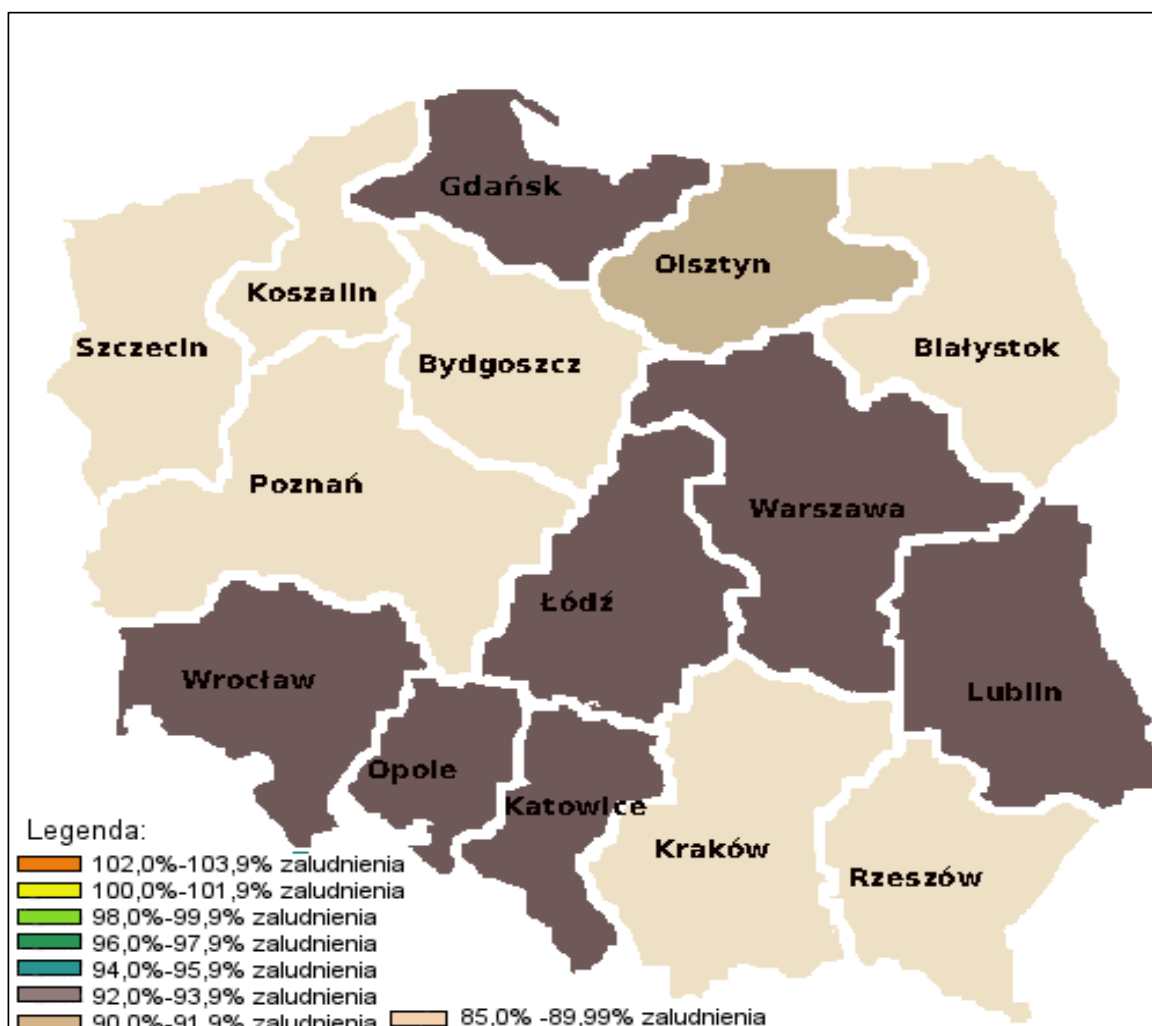 Gdańsk
Olsztyn
Koszalin
Szczecin
Bydgoszcz
Białystok
Poznań
Warszawa
Łódź
Wrocław
Lublin
Opole
Katowice
Kraków
Rzeszów
Legenda:
102,0%-103,9% zaludnienia
100,0%-101,9% zaludnienia
98,0%-99,9% zaludnienia
96,0%-97,9% zaludnienia
94,0%-95,9% zaludnienia
92,0%-93,9% zaludnienia
90,0%-91,9% zaludnienia
85,0% -89,99% zaludnienia